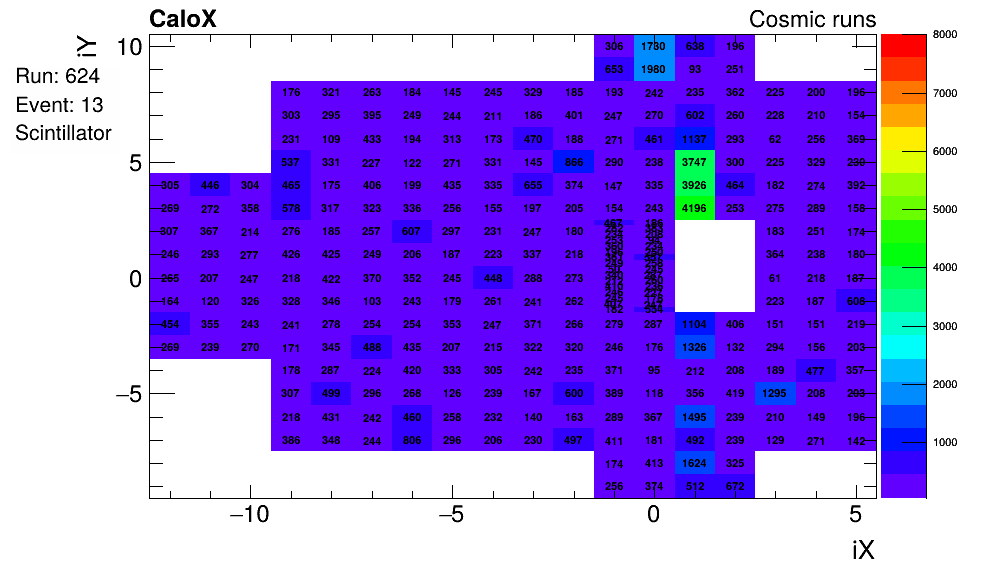 CaloX Cosmic runs
iY
Run: 624
Event: 13
Scintillator
10 306 1780 638 196 8000
653 1980 93 251
176 321 263 184 145 245 329 185 193 242 235 362 225 200 196 7000
303 295 395 249 244 211 186 401 247 270 602 260 228 210 154
231 109 433 194 313 173 470 188 271 461 1137 293 62 256 369 6000
5 537 331 227 122 271 331 145 866 290 238 3747 300 225 329
305 446 304 465 175 406 199 435 335 655 374 147 335 3926 464 182 274 392 5000
269 272 358 578 317 323 336 256 155 197 205 154 243 4196 253 275 289 156
307 367 214 276 185 257 607 297 231 247 180 183 251 174
246 293 277 426 425 249 206 187 223 337 218 364 238 180 4000
0 265 207 247 218 422 370 352 245 448 288 273 61 218 167
164 120 326 328 346 103 243 179 261 241 262 223 187 608
182 554
454 355 243 241 278 254 254 353 247 371 266 279 287 1104 406 151 151 219 3000
269 239 270 171 345 488 435 207 215 322 320 246 176 1326 132 294 156 203
178 287 224 420 333 305 242 235 371 95 212 208 189 477 357 2000
−5 307 499 296 268 126 239 167 600 389 118 356 419 1295 208 203
218 431 242 460 258 232 140 163 289 367 1495 239 210 149 196
386 348 244 806 296 206 230 497 411 181 492 239 129 271 142 1000
174 413 1624 325
256 374 512 672
−10 −5 0 5
iX